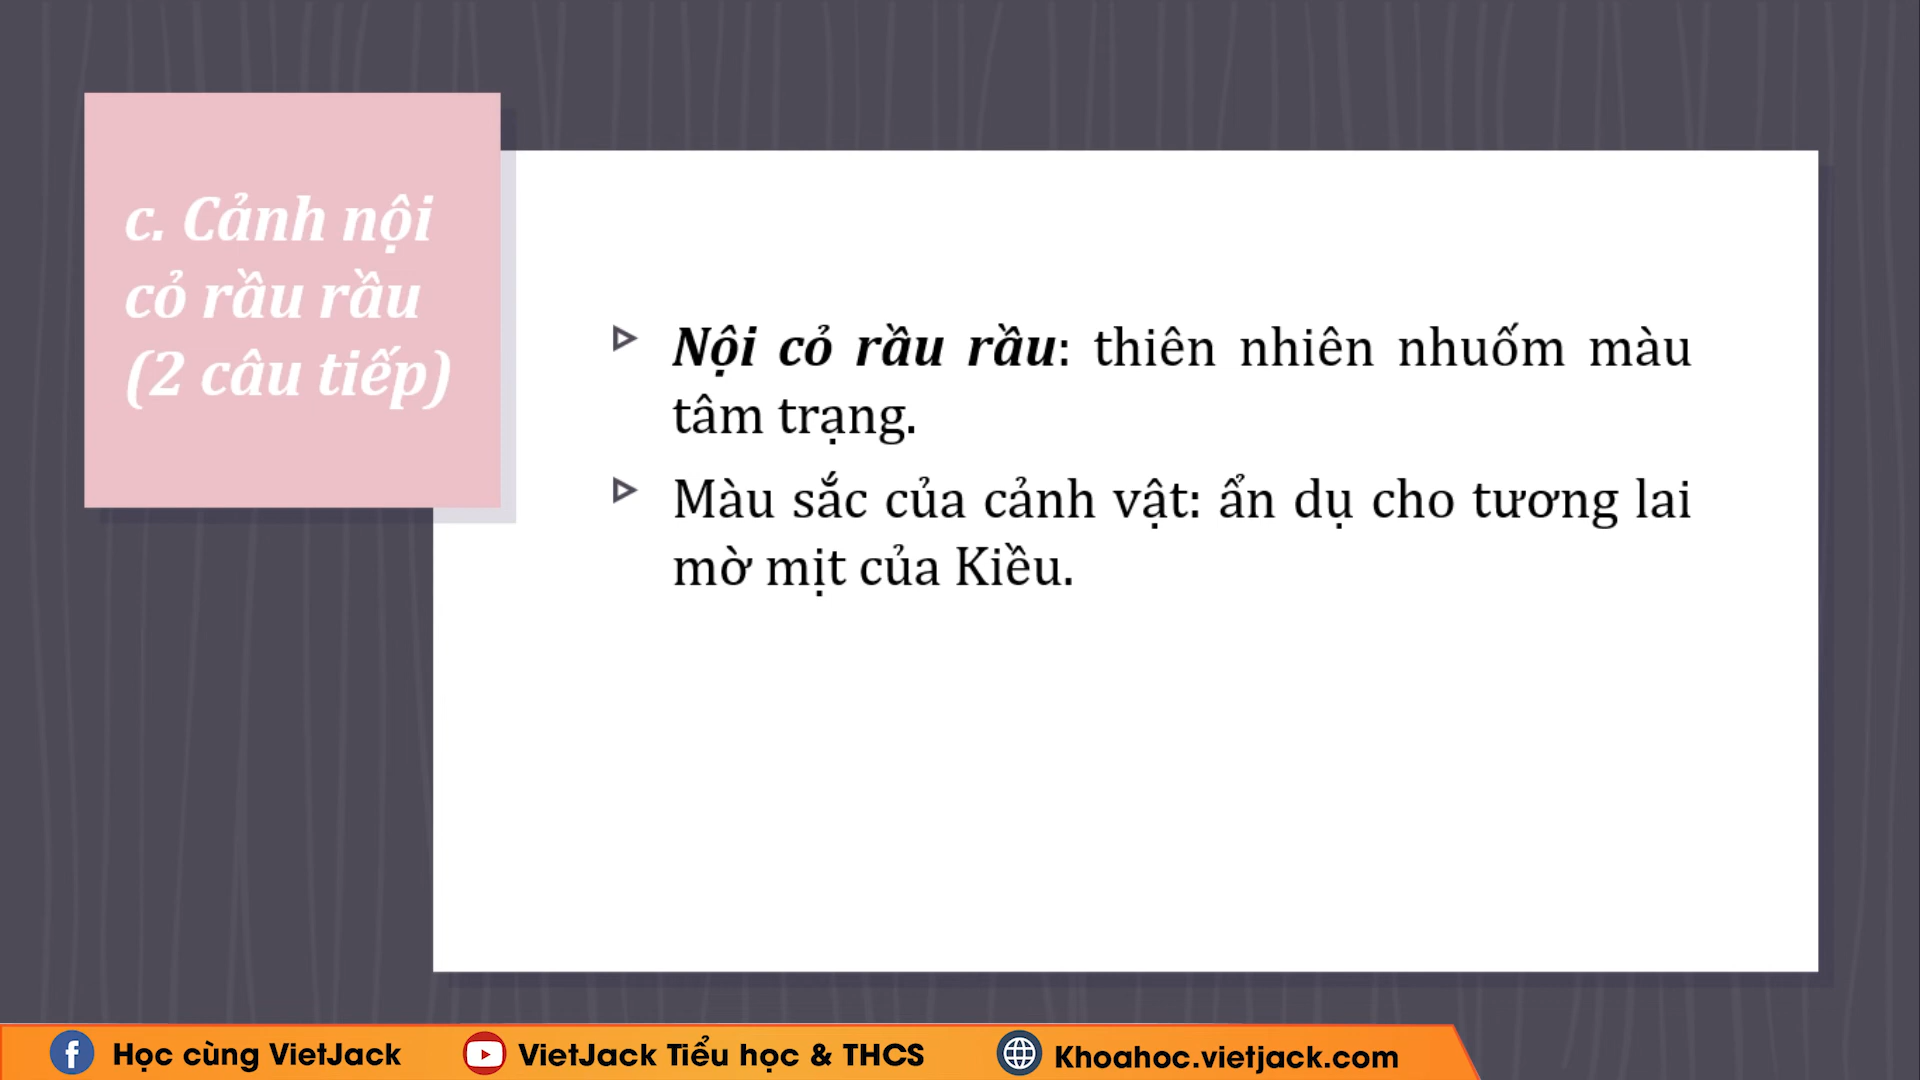 c. Cảnh nội
cỏ rầu rầu
(2 câu tiếp)
Nội cỏ rầu rầu: thiên nhiên nhuốm màu
tâm trạng.
Màu sắc của cảnh vật: ẩn dụ cho tương lai
mờ mịt của Kiều.
Học cùng VietJack
VietJack Tiểu học & THCS
Khoahoc.vietjack.com